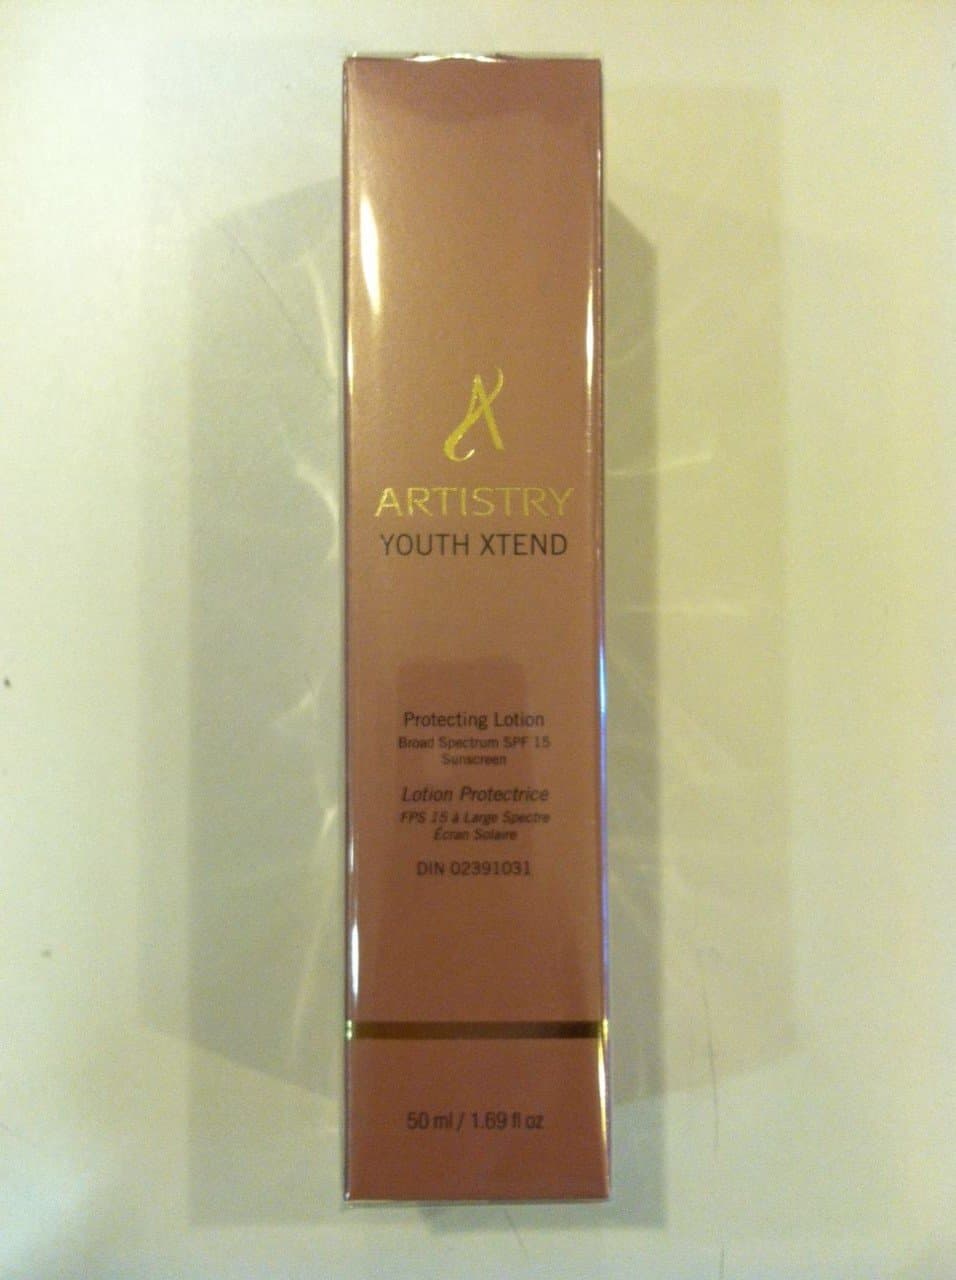 ARTISTRY
YOUTH XTEND
Protecting Lotion
Broad Spectrum SPF 15
Sunscreen
Lotion Protectrice
FPS 15 à Large Spectre
Écran Solaire
DIN 02391031
50 ml / 1.69 fl oz